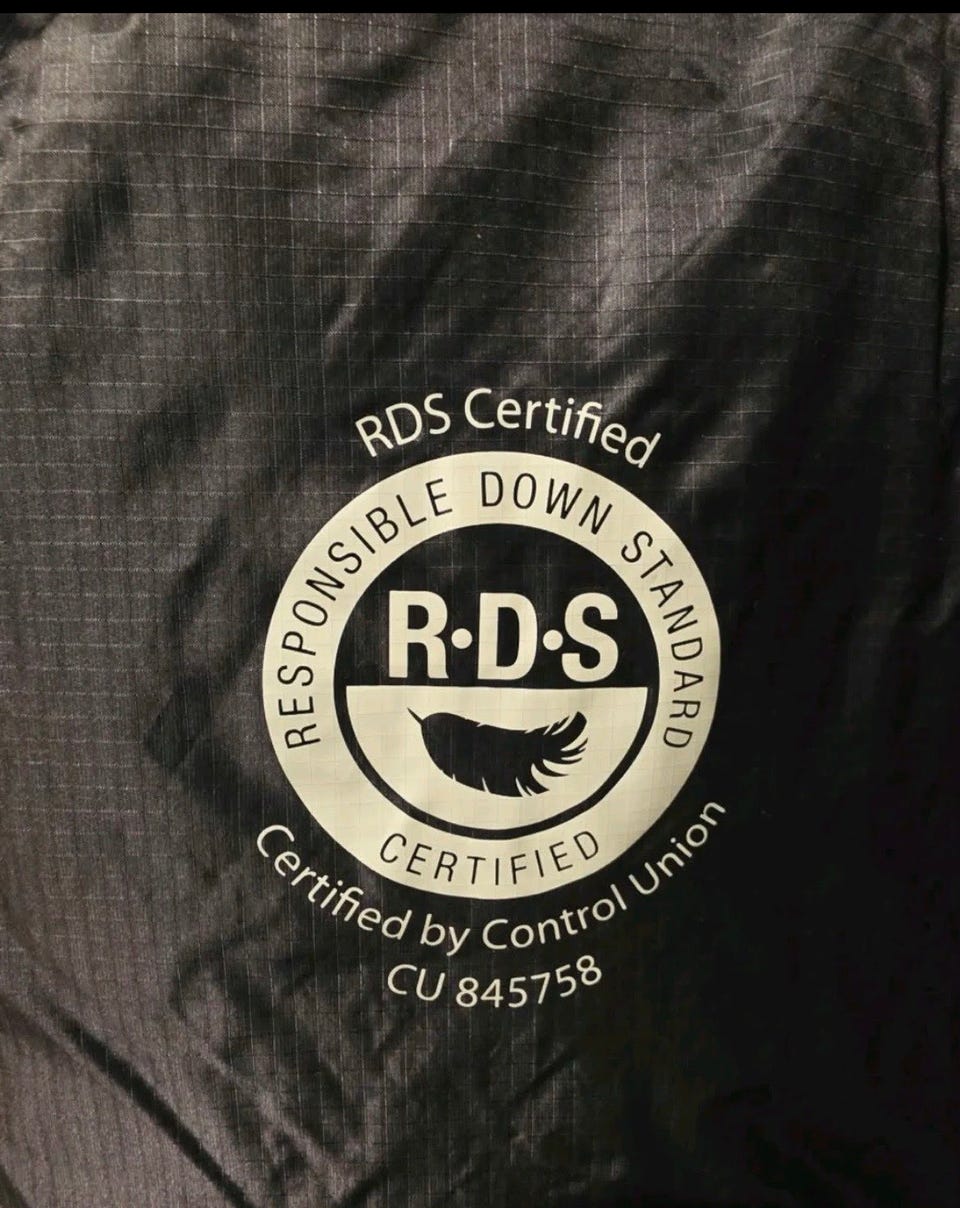 RDS Certified
RESPONSIBLE DOWN STANDARD
R·D·S
CERTIFIED
Certified by Control Union
CU 845758